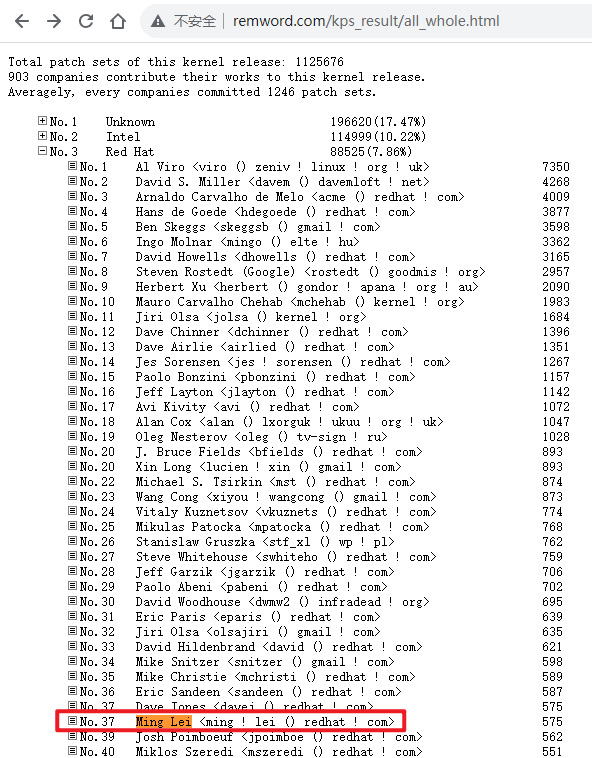 不安全 | remword.com/kps_result/all_whole.html
Total patch sets of this kernel release: 1125676
903 companies contribute their works to this kernel release.
Averagely, every companies committed 1246 patch sets.
No.1 Unknown 196620(17.47%)
No.2 Intel 114999(10.22%)
No.3 Red Hat 88525(7.86%)
No.1 Al Viro <viro () zeniv ! linux ! org ! uk> 7350
No.2 David S. Miller <davem () davemloft ! net> 4268
No.3 Arnaldo Carvalho de Melo <acme () redhat ! com> 4009
No.4 Hans de Goede <hdegoede () redhat ! com> 3877
No.5 Ben Skeggs <skeggsb () gmail ! com> 3598
No.6 Ingo Molnar <mingo () elte ! hu> 3362
No.7 David Howells <dhowells () redhat ! com> 3165
No.8 Steven Rostedt (Google) <rostedt () goodmis ! org> 2957
No.9 Herbert Xu <herbert () gondor ! apana ! org ! au> 2090
No.10 Mauro Carvalho Chehab <mchehab () kernel ! org> 1983
No.11 Jiri Olsa <jolsa () kernel ! org> 1684
No.12 Dave Chinner <dchinner () redhat ! com> 1396
No.13 Dave Airlie <airlied () redhat ! com> 1351
No.14 Jes Sorensen <jes ! sorensen () redhat ! com> 1267
No.15 Paolo Bonzini <pbonzini () redhat ! com> 1157
No.16 Jeff Layton <jlayton () redhat ! com> 1142
No.17 Avi Kivity <avi () redhat ! com> 1072
No.18 Alan Cox <alan () lxorguk ! ukuu ! org ! uk> 1047
No.19 Oleg Nesterov <oleg () tv-sign ! ru> 1028
No.20 J. Bruce Fields <bfields () redhat ! com> 893
No.20 Xin Long <lucien ! xin () gmail ! com> 893
No.22 Michael S. Tsirkin <mst () redhat ! com> 874
No.23 Wang Cong <xiyou ! wangcong () gmail ! com> 873
No.24 Vitaly Kuznetsov <vkuznets () redhat ! com> 774
No.25 Mikulas Patocka <mpatocka () redhat ! com> 768
No.26 Stanislaw Gruszka <stf_xl () wp ! pl> 762
No.27 Steve Whitehouse <swhiteho () redhat ! com> 759
No.28 Jeff Garzik <jgarzik () redhat ! com> 706
No.29 Paolo Abeni <pabeni () redhat ! com> 702
No.30 David Woodhouse <dwmw2 () infradead ! org> 695
No.31 Eric Paris <eparis () redhat ! com> 639
No.32 Jiri Olsa <olsajiri () gmail ! com> 635
No.33 David Hildenbrand <david () redhat ! com> 621
No.34 Mike Snitzer <snitzer () gmail ! com> 598
No.35 Mike Christie <mchristi () redhat ! com> 589
No.36 Eric Sandeen <sandeen () redhat ! com> 587
No.37 Dave Jones <davej () redhat ! com> 575
No.37 Ming Lei <ming ! lei () redhat ! com> 575
No.39 Josh Poimboeuf <jpoimboe () redhat ! com> 562
No.40 Miklos Szeredi <mszeredi () redhat ! com> 551